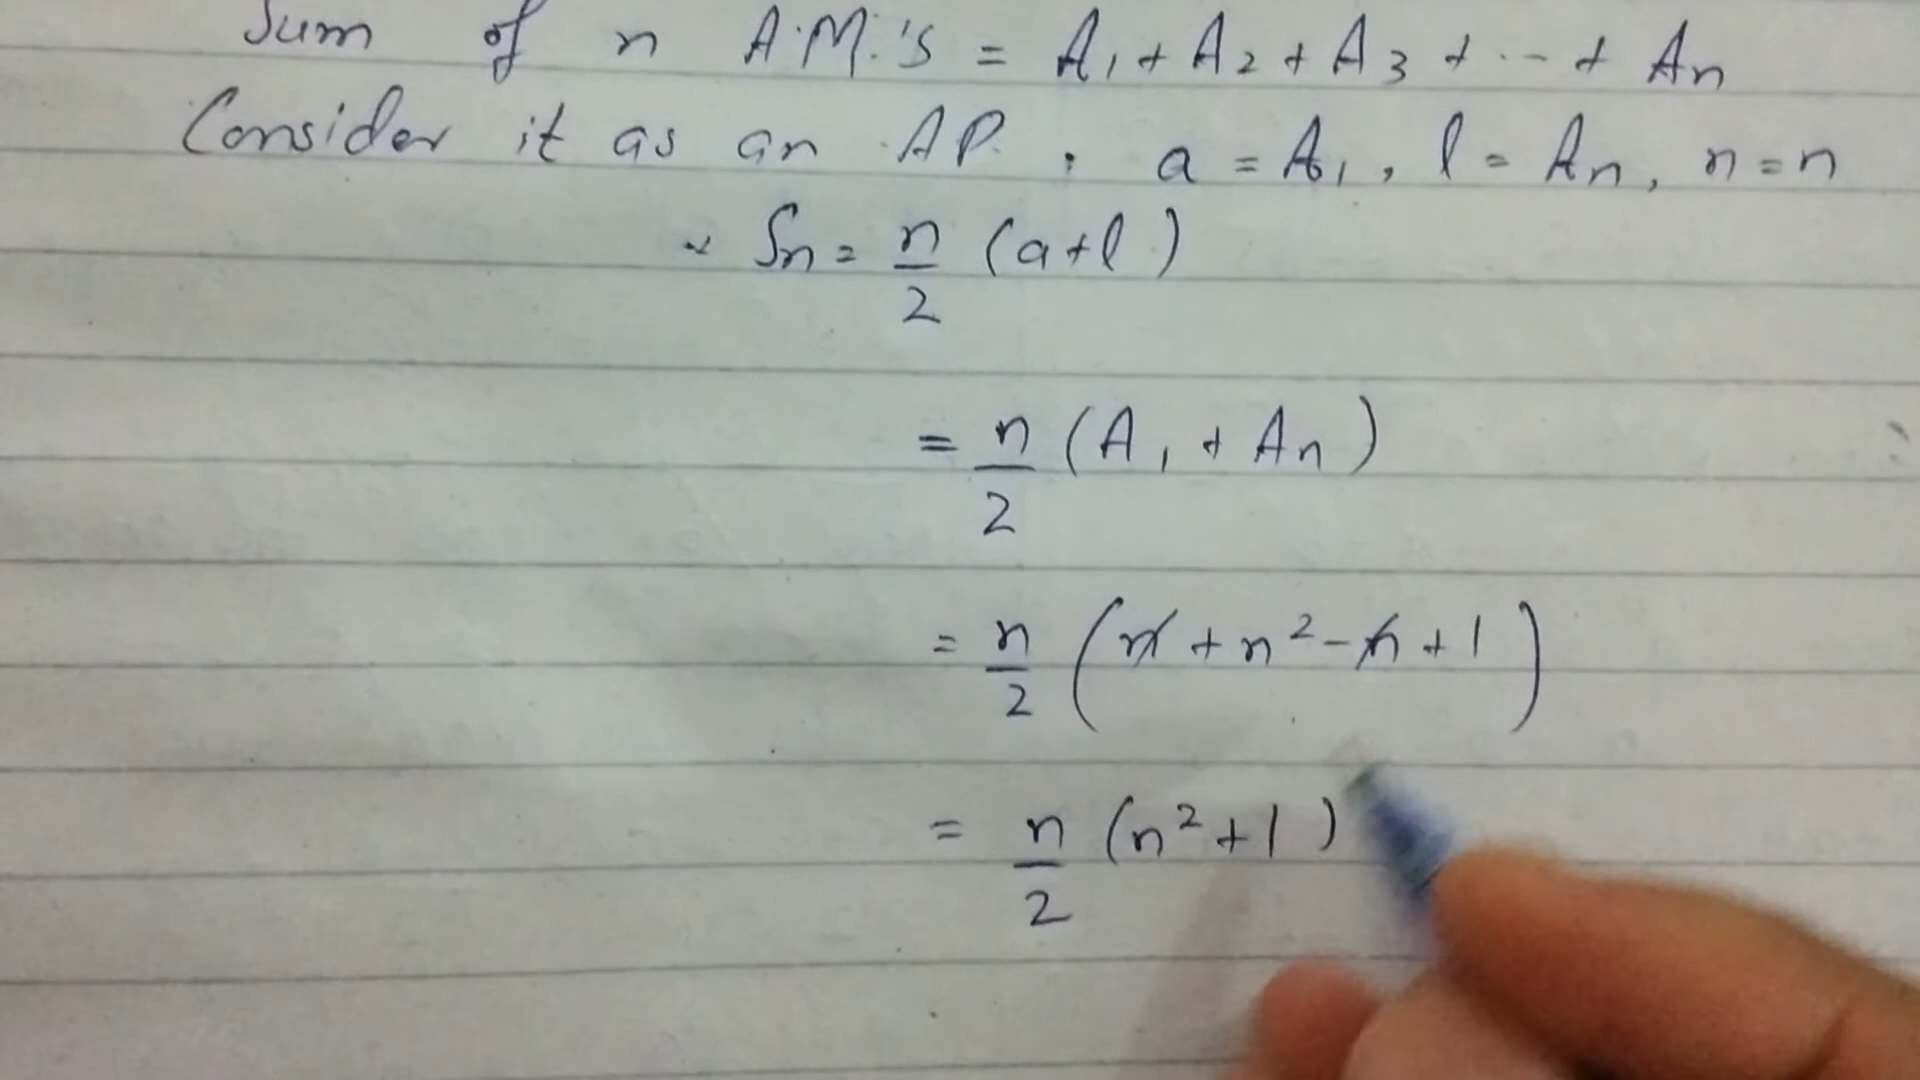 Sum of n A.M.'s = A₁ + A₂ + A₃ + ... + Aₙ
Consider it as an AP. a = A₁, l = Aₙ, n = n
∴ Sₙ = n/2 (a+l)
= n/2 (A₁ + Aₙ)
= n/2 (n + n² - n + 1)
= n/2 (n² + 1)